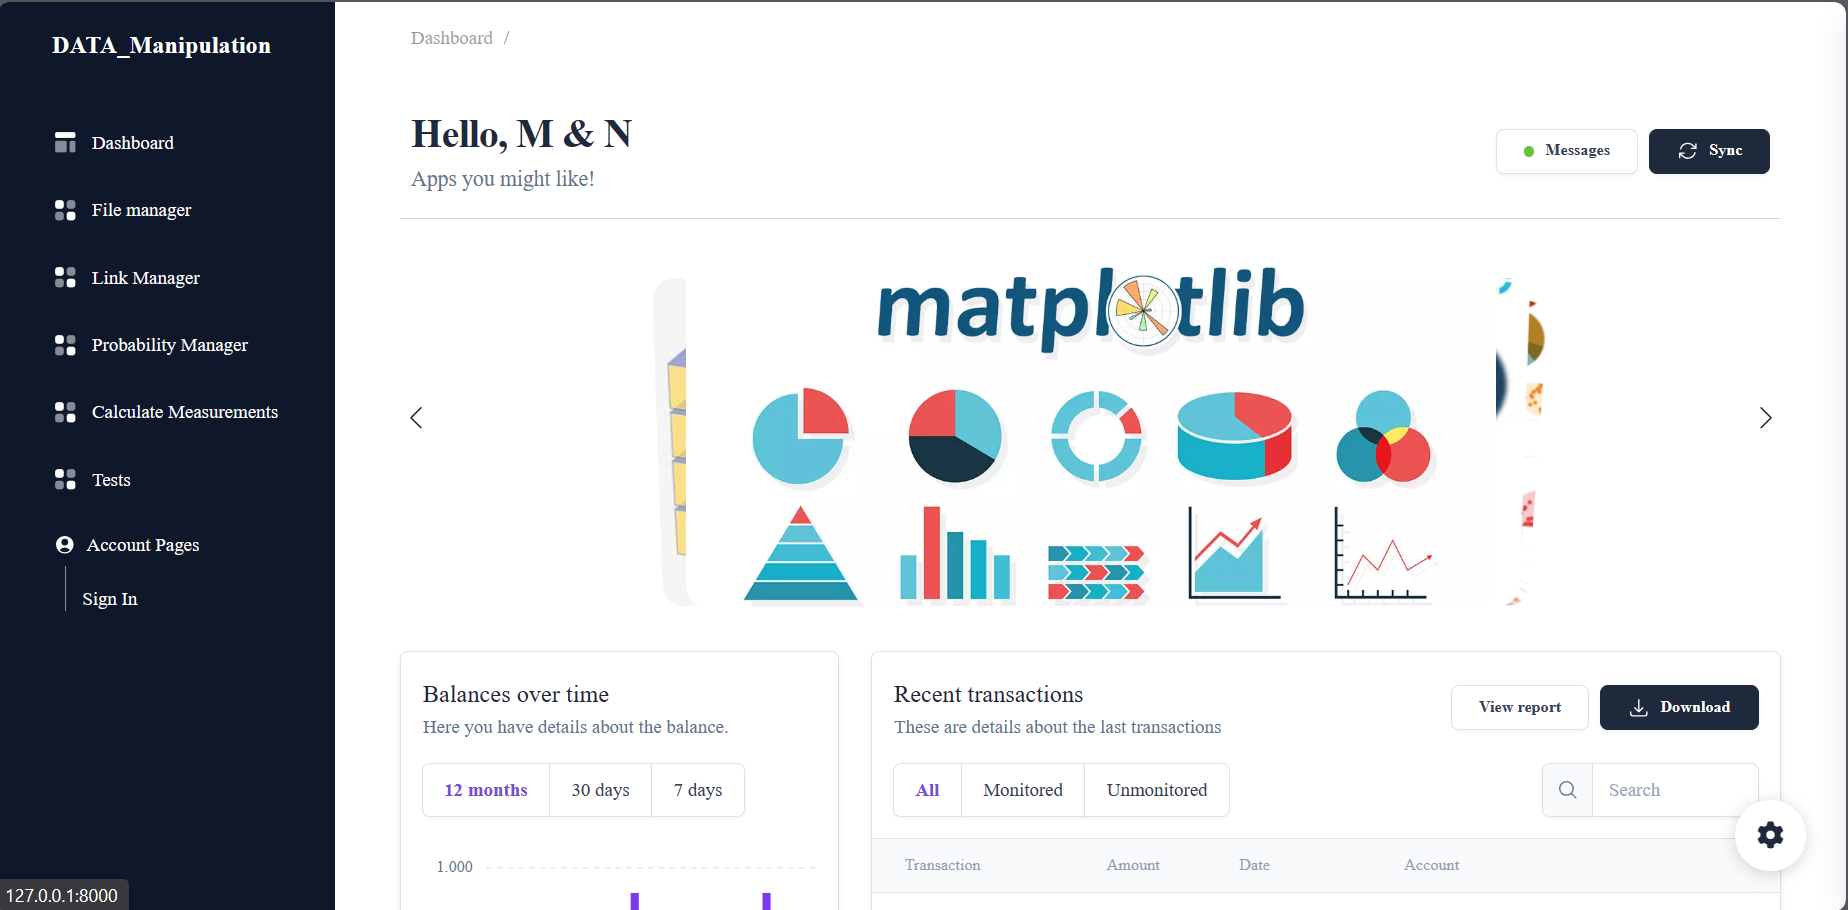 DATA_Manipulation
Dashboard
File manager
Link Manager
Probability Manager
Calculate Measurements
Tests
Account Pages
Sign In
Dashboard /
Hello, M & N
Apps you might like!
Messages
Sync
matplotlib
Balances over time
Here you have details about the balance.
12 months 30 days 7 days
1.000
Recent transactions
These are details about the last transactions
View report
Download
All Monitored Unmonitored
Search
Transaction Amount Date Account
127.0.0.1:8000